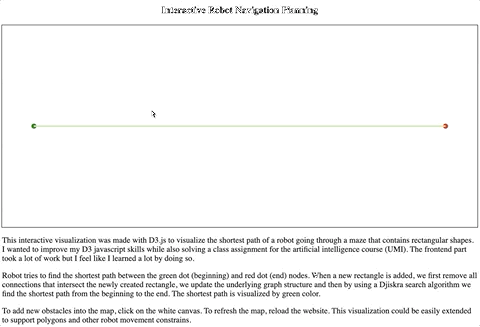 Interactive Robot Navigation Planning
This interactive visualization was made with D3.js to visualize the shortest path of a robot going through a maze that contains rectangular shapes.
I wanted to improve my D3 javascript skills while also solving a class assignment for the artificial intelligence course (UMI). The frontend part
took a lot of work but I feel like I learned a lot by doing so.
Robot tries to find the shortest path between the green dot (beginning) and red dot (end) nodes. When a new rectangle is added, we first remove all
connections that intersect the newly created rectangle, we update the underlying graph structure and then by using a Djiskra search algorithm we
find the shortest path from the beginning to the end. The shortest path is visualized by green color.
To add new obstacles into the map, click on the white canvas. To refresh the map, reload the website. This visualization could be easily extended
to support polygons and other robot movement constrains.